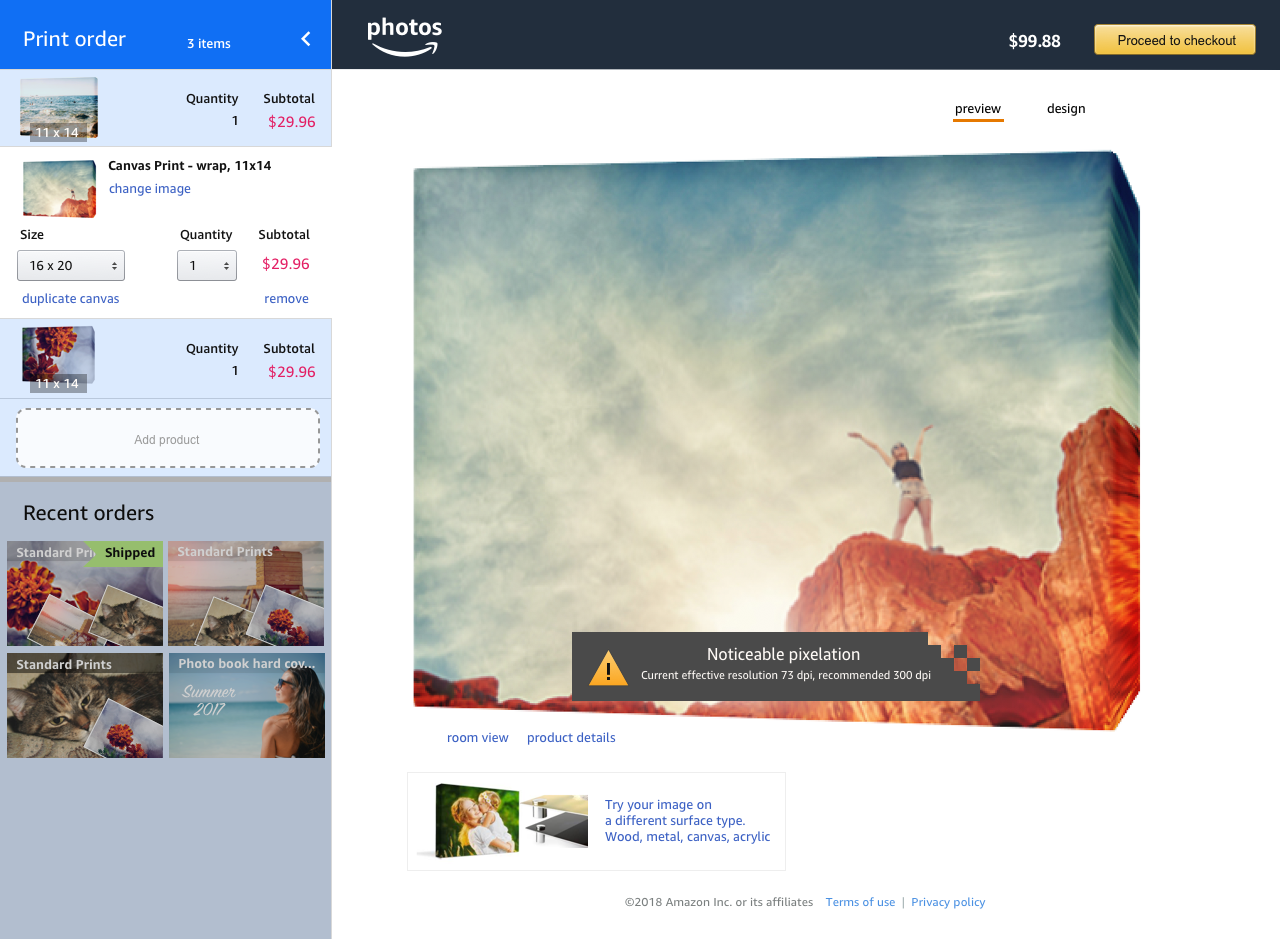 Print order
3 items
photos
$99.88
Proceed to checkout
Quantity
Subtotal
1
$29.96
11 x 14
preview
design
Canvas Print - wrap, 11x14
change image
Size
Quantity
Subtotal
16 x 20
1
$29.96
duplicate canvas
remove
Quantity
Subtotal
1
$29.96
11 x 14
Add product
Recent orders
Standard Pri
Shipped
Standard Prints
Standard Prints
Photo book hard cov...
Summer
2017
Noticeable pixelation
Current effective resolution 73 dpi, recommended 300 dpi
room view
product details
Try your image on
a different surface type.
Wood, metal, canvas, acrylic
©2018 Amazon Inc. or its affiliates Terms of use | Privacy policy